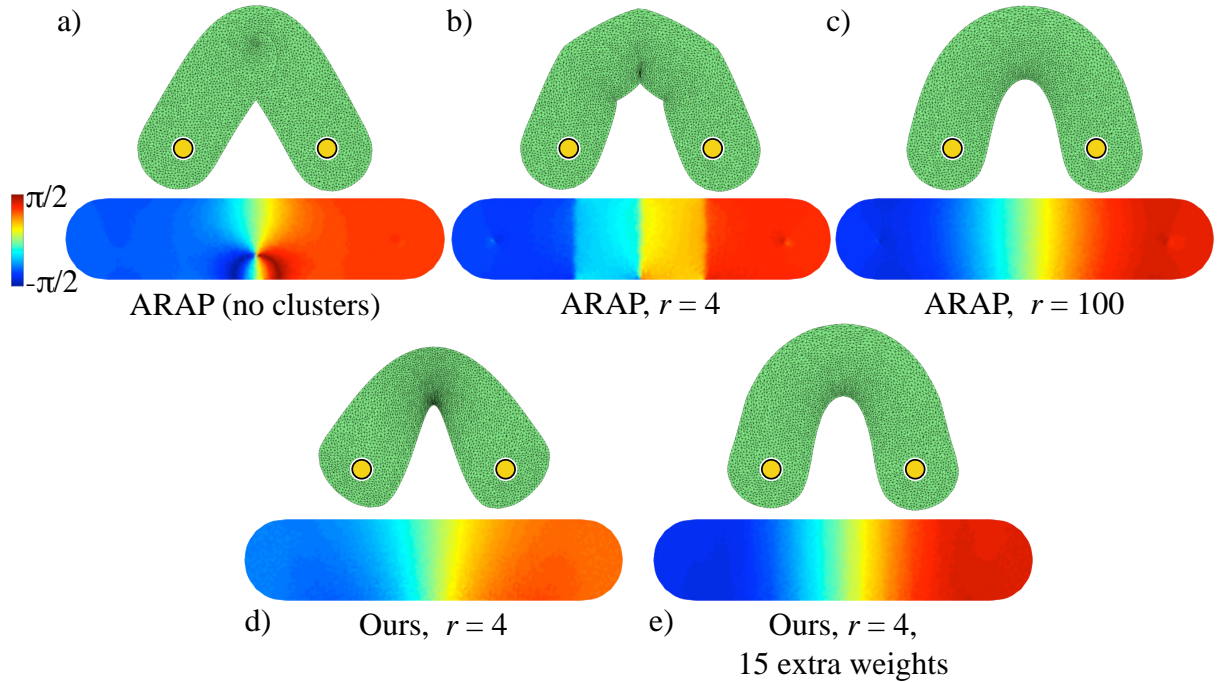 a)
b)
c)
π/2
-π/2
ARAP (no clusters)
ARAP, r = 4
ARAP, r = 100
d)
Ours, r = 4
e)
Ours, r = 4,
15 extra weights